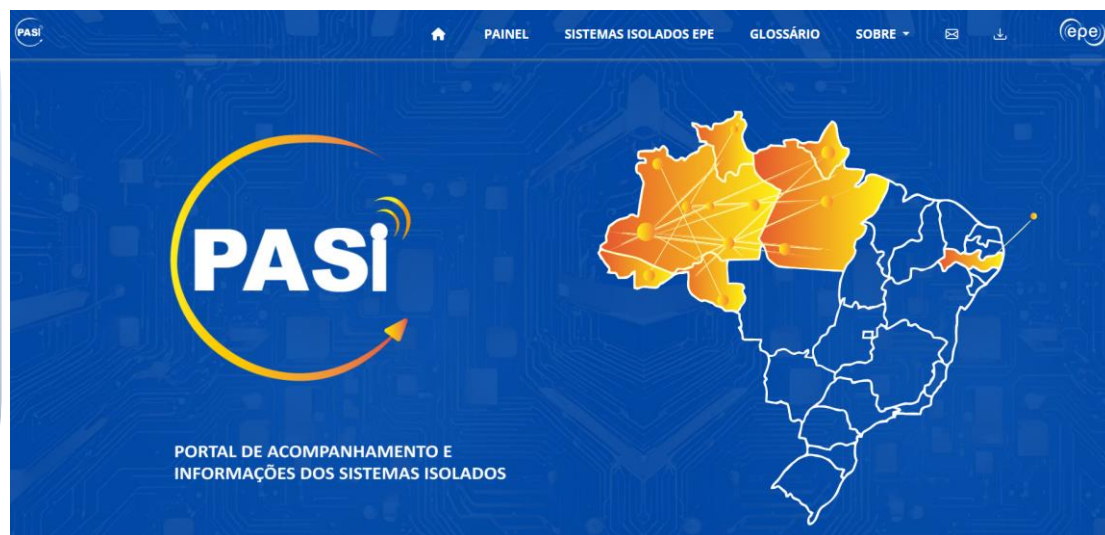 PASI
PAINEL
SISTEMAS ISOLADOS EPE
GLOSSÁRIO
SOBRE
epe
PASi
PORTAL DE ACOMPANHAMENTO E
INFORMAÇÕES DOS SISTEMAS ISOLADOS